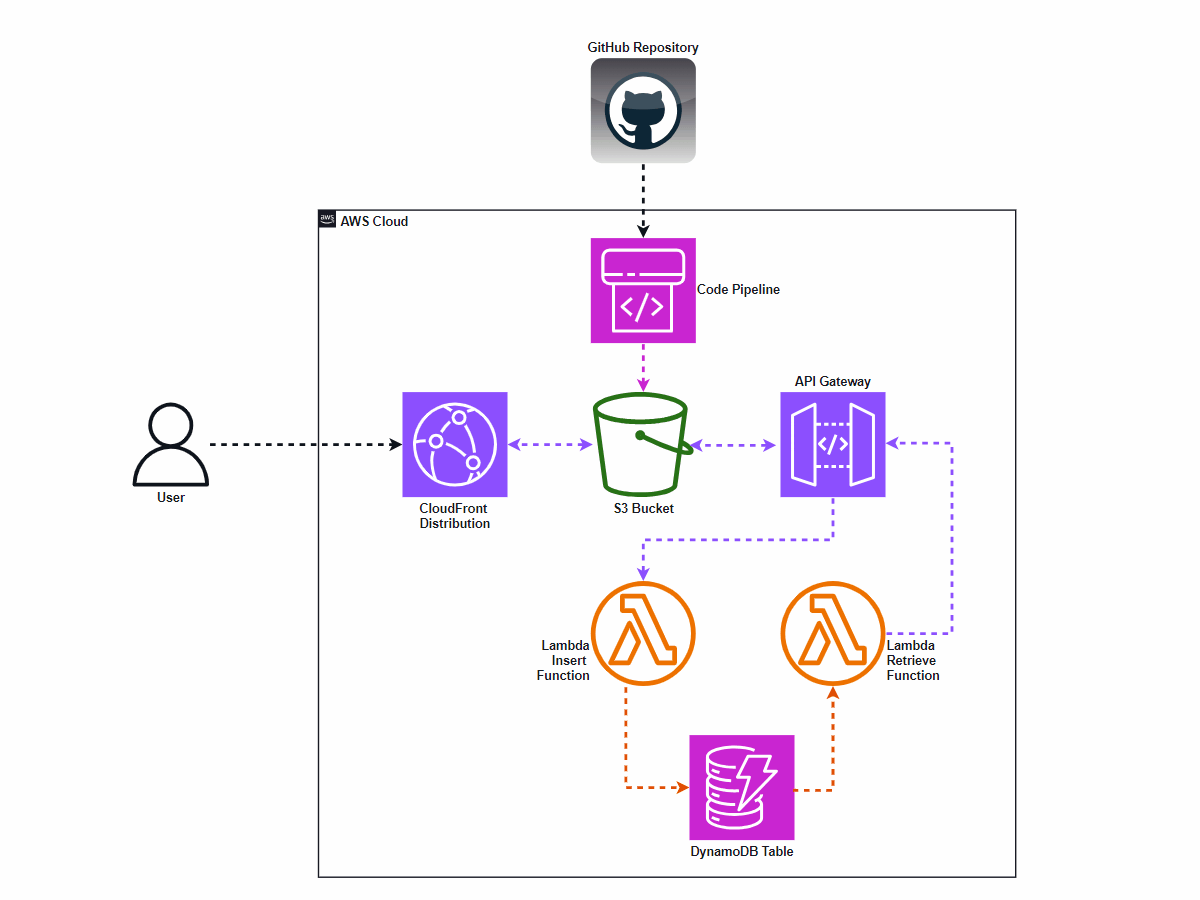 GitHub Repository
aws
AWS Cloud
Code Pipeline
API Gateway
User
CloudFront
Distribution
S3 Bucket
Lambda
Insert
Function
Lambda
Retrieve
Function
DynamoDB Table